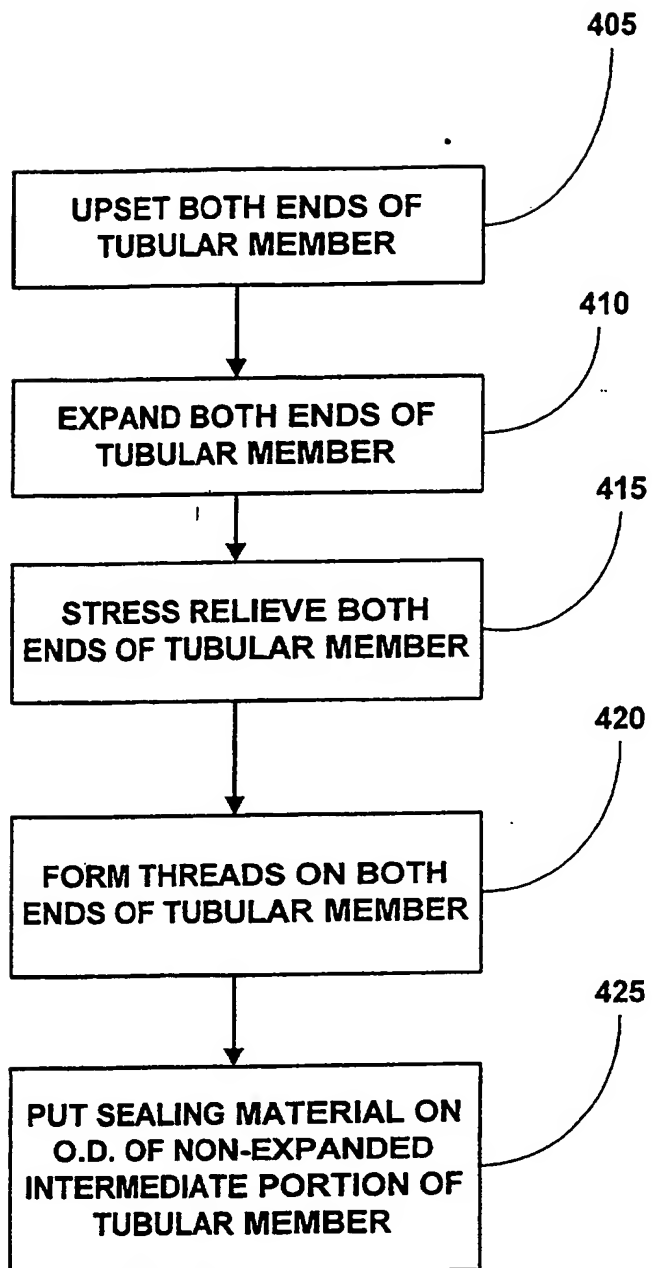 405
UPSET BOTH ENDS OF
TUBULAR MEMBER
410
EXPAND BOTH ENDS OF
TUBULAR MEMBER
415
STRESS RELIEVE BOTH
ENDS OF TUBULAR MEMBER
420
FORM THREADS ON BOTH
ENDS OF TUBULAR MEMBER
425
PUT SEALING MATERIAL ON
O.D. OF NON-EXPANDED
INTERMEDIATE PORTION OF
TUBULAR MEMBER